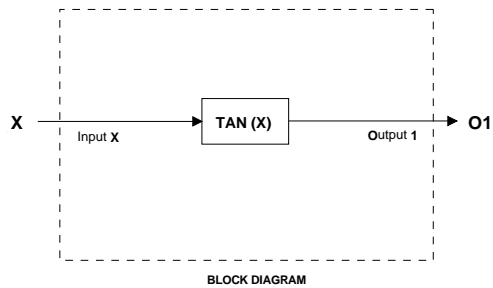 X
Input X
TAN (X)
Output 1
O1
BLOCK DIAGRAM